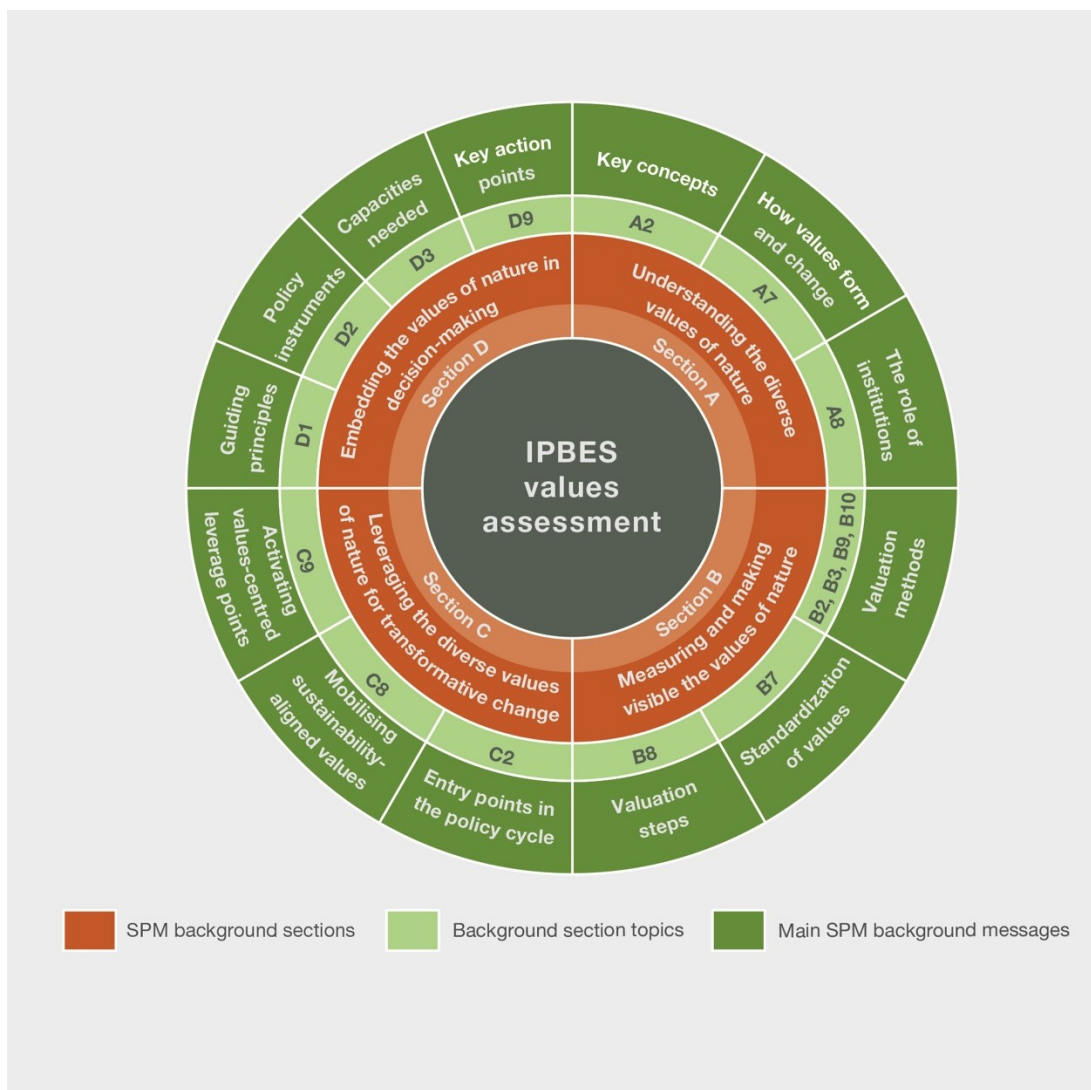 IPBES
values
assessment
Section A
Understanding the diverse
values of nature
A2
Key concepts
A7
How values form
and change
A8
The role of
institutions
Section B
Measuring and making
visible the values of nature
B2, B3, B9, B10
Valuation
methods
B7
Standardization
of values
B8
Valuation
steps
Section C
Leveraging the diverse values
of nature for transformative change
C2
Entry points in
the policy cycle
C8
Mobilising
sustainability-
aligned values
C9
Activating
values-centred
leverage points
Section D
Embedding the values of nature in
decision-making
D1
Guiding
principles
D2
Policy
instruments
D3
Capacities
needed
D9
Key action
points
SPM background sections
Background section topics
Main SPM background messages